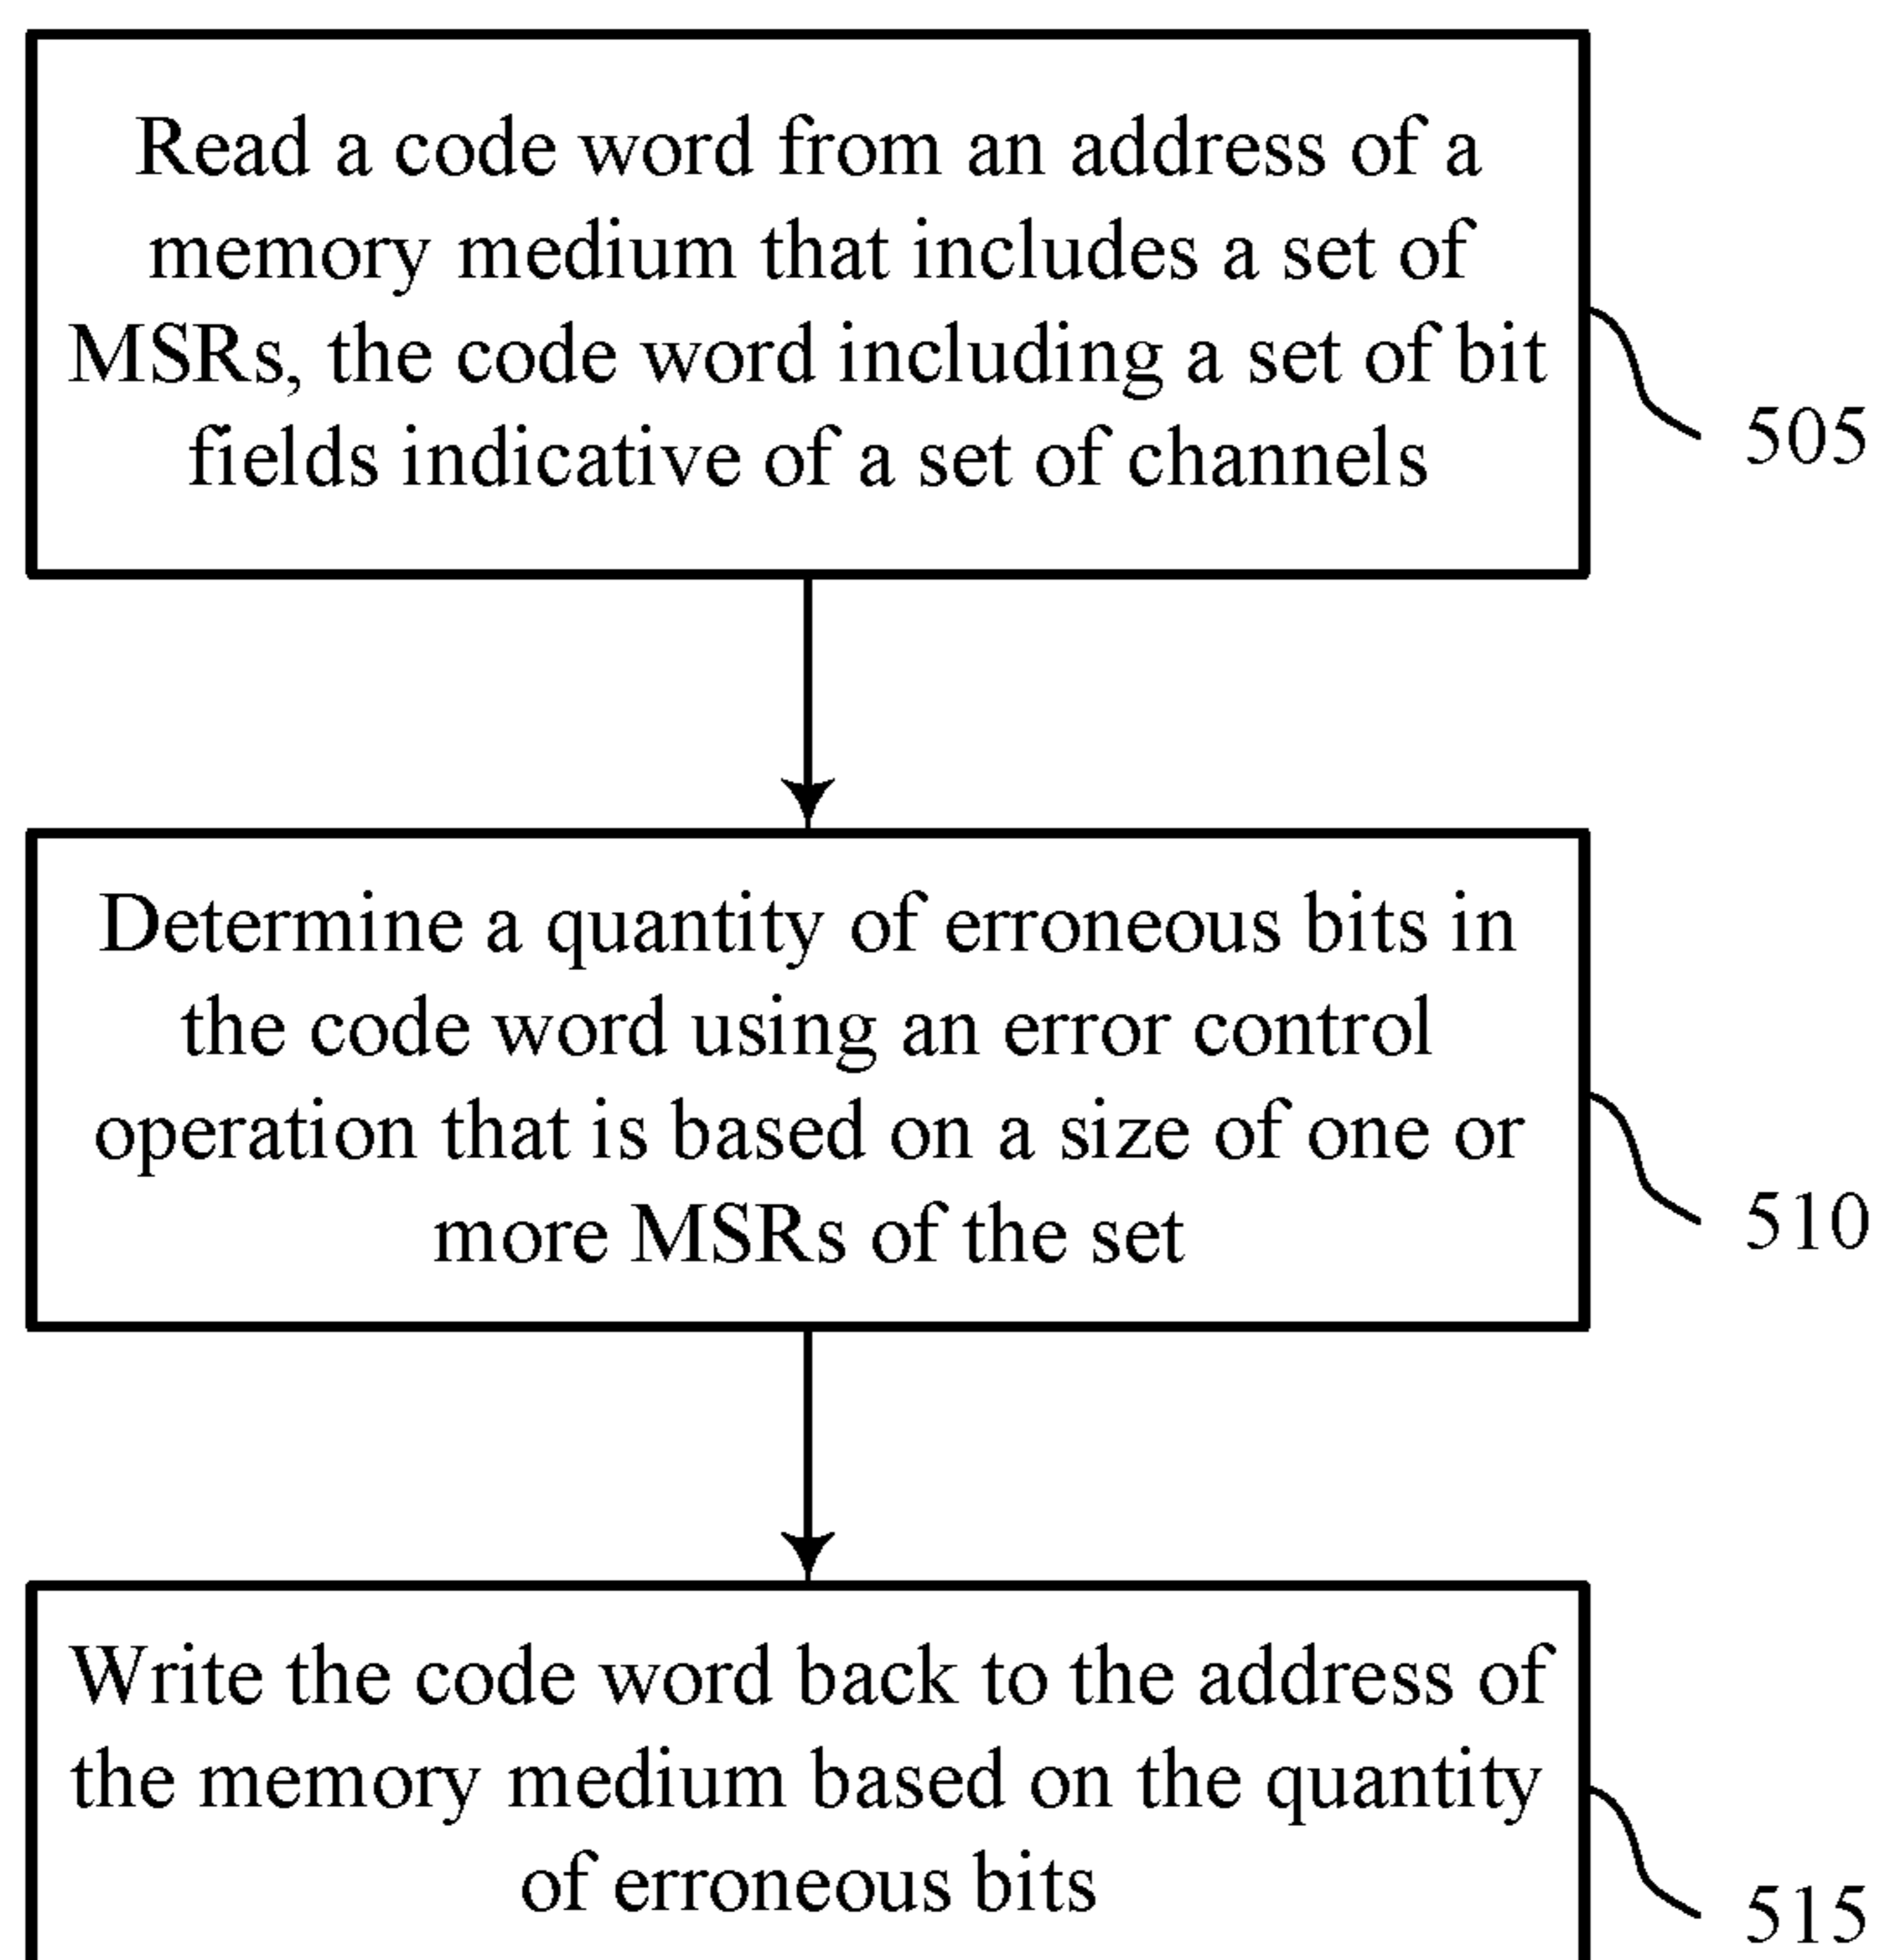 Read a code word from an address of a
memory medium that includes a set of
MSRs, the code word including a set of bit
fields indicative of a set of channels
505
Determine a quantity of erroneous bits in
the code word using an error control
operation that is based on a size of one or
more MSRs of the set
510
Write the code word back to the address of
the memory medium based on the quantity
of erroneous bits
515